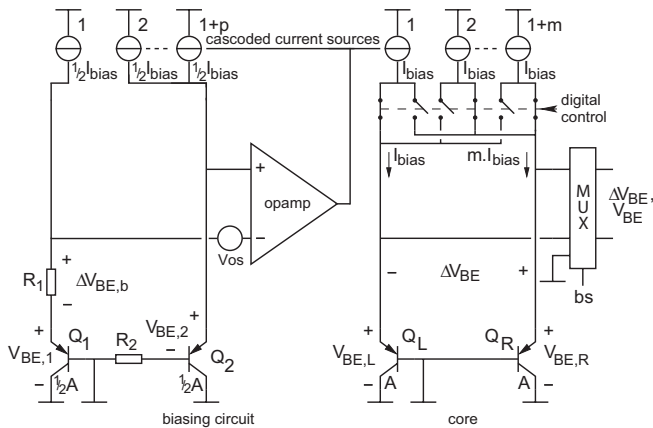 1 2 1+p cascoded current sources 1 2 1+m
½I_bias ½I_bias ½I_bias I_bias I_bias I_bias
digital control
I_bias m.I_bias
+ opamp −
Vos
MUX
ΔV_BE, V_BE
bs
R_1 + ΔV_BE,b −
− ΔV_BE +
+ Q_1 R_2 V_BE,2 + − Q_2
V_BE,1 −
½A ½A
+ Q_L Q_R +
V_BE,L V_BE,R
− A A −
biasing circuit core